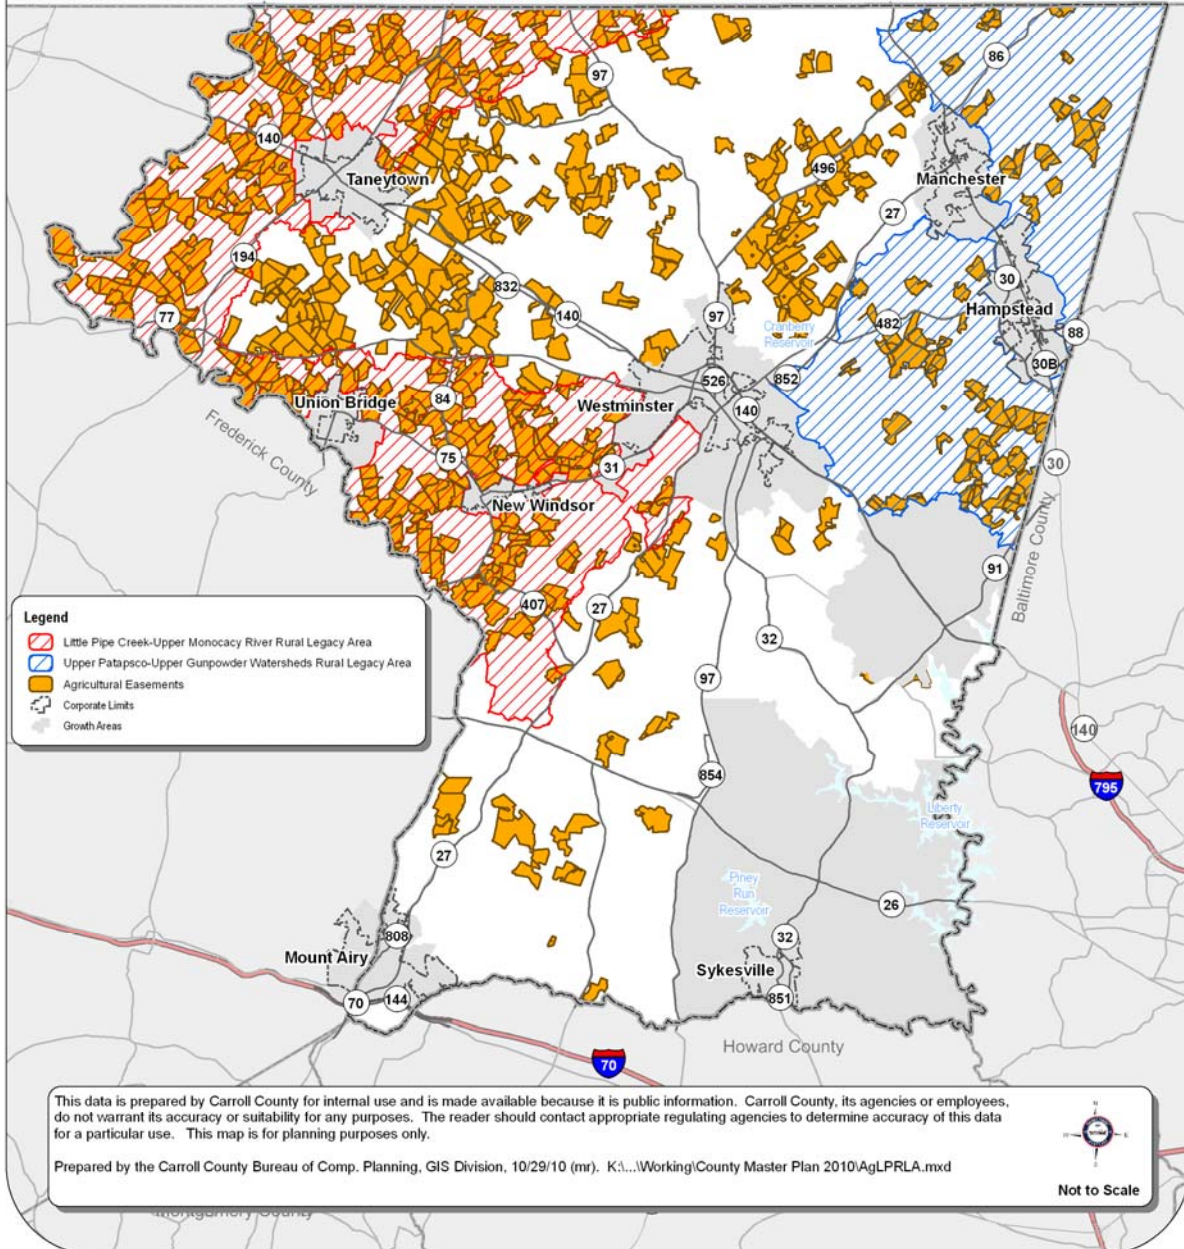 86
97
140
496
Taneytown
Manchester
27
194
30
832
77
140
97
482
Hampstead
88
Cranberry
Reservoir
30B
526
852
84
Union Bridge
Westminster
140
Frederick County
75
31
30
New Windsor
Baltimore County
91
407
27
32
97
Legend
Little Pipe Creek-Upper Monocacy River Rural Legacy Area
Upper Patapsco-Upper Gunpowder Watersheds Rural Legacy Area
Agricultural Easements
Corporate Limits
Growth Areas
140
854
795
Liberty
Reservoir
27
Piney
Run
Reservoir
26
808
32
Mount Airy
Sykesville
70
144
851
Howard County
70
This data is prepared by Carroll County for internal use and is made available because it is public information. Carroll County, its agencies or employees,
do not warrant its accuracy or suitability for any purposes. The reader should contact appropriate regulating agencies to determine accuracy of this data
for a particular use. This map is for planning purposes only.
Prepared by the Carroll County Bureau of Comp. Planning, GIS Division, 10/29/10 (mr). K:\...\Working\County Master Plan 2010\AgLPRLA.mxd
Not to Scale
Montgomery County